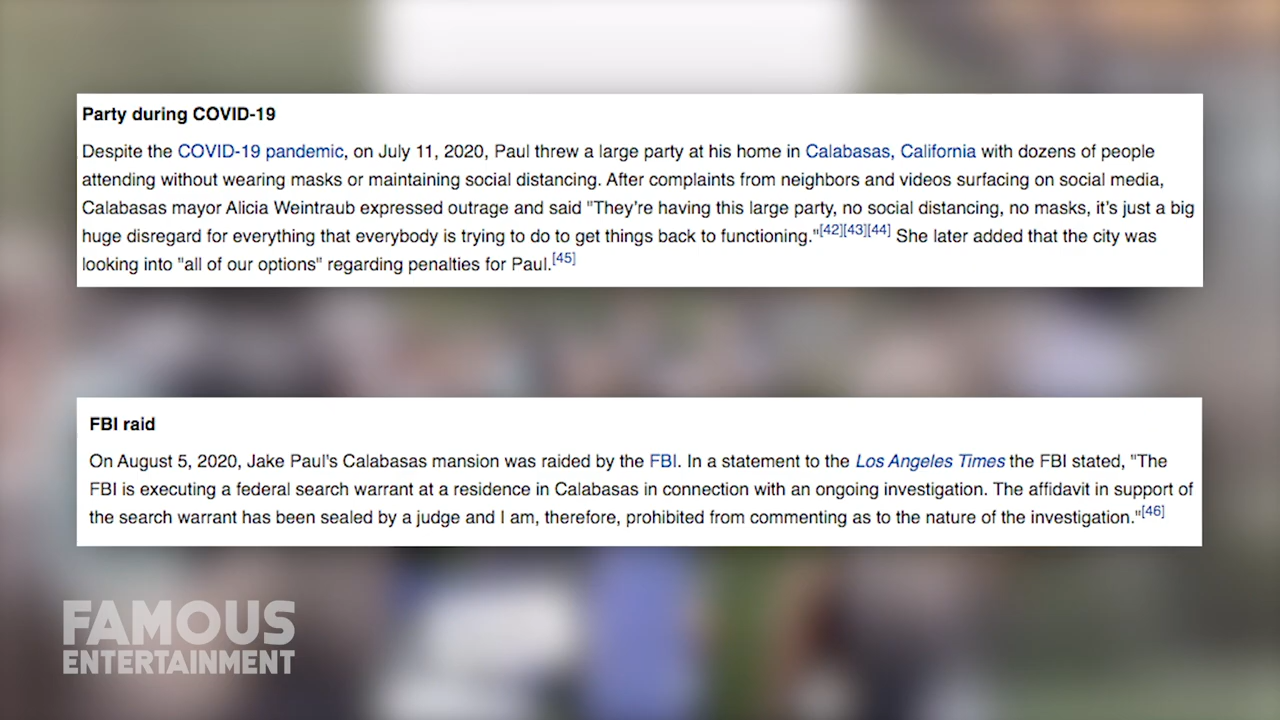 Party during COVID-19
Despite the COVID-19 pandemic, on July 11, 2020, Paul threw a large party at his home in Calabasas, California with dozens of people
attending without wearing masks or maintaining social distancing. After complaints from neighbors and videos surfacing on social media,
Calabasas mayor Alicia Weintraub expressed outrage and said "They're having this large party, no social distancing, no masks, it's just a big
huge disregard for everything that everybody is trying to do to get things back to functioning."[42][43][44] She later added that the city was
looking into "all of our options" regarding penalties for Paul.[45]
FBI raid
On August 5, 2020, Jake Paul's Calabasas mansion was raided by the FBI. In a statement to the Los Angeles Times the FBI stated, "The
FBI is executing a federal search warrant at a residence in Calabasas in connection with an ongoing investigation. The affidavit in support of
the search warrant has been sealed by a judge and I am, therefore, prohibited from commenting as to the nature of the investigation."[46]
FAMOUS
ENTERTAINMENT